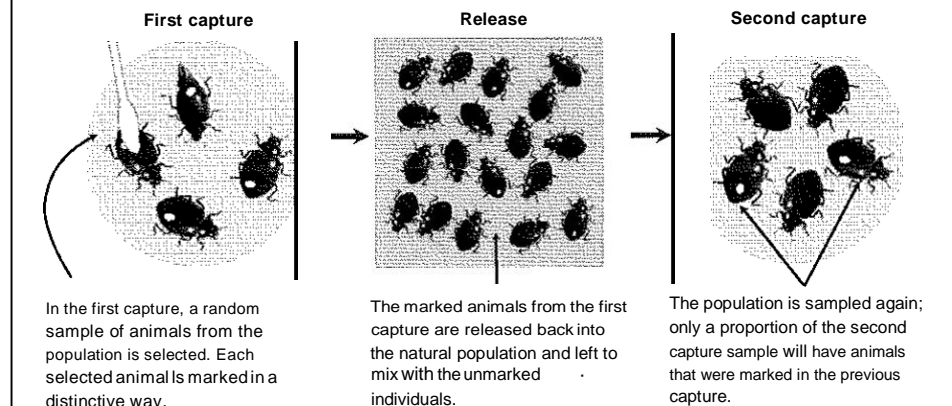 First capture
Release
Second capture
In the first capture, a random
sample of animals from the
population is selected. Each
selected animal Is marked in a
distinctive way.
The marked animals from the first
capture are released back into
the natural population and left to
mix with the unmarked
individuals.
The population is sampled again;
only a proportion of the second
capture sample will have animals
that were marked in the previous
capture.